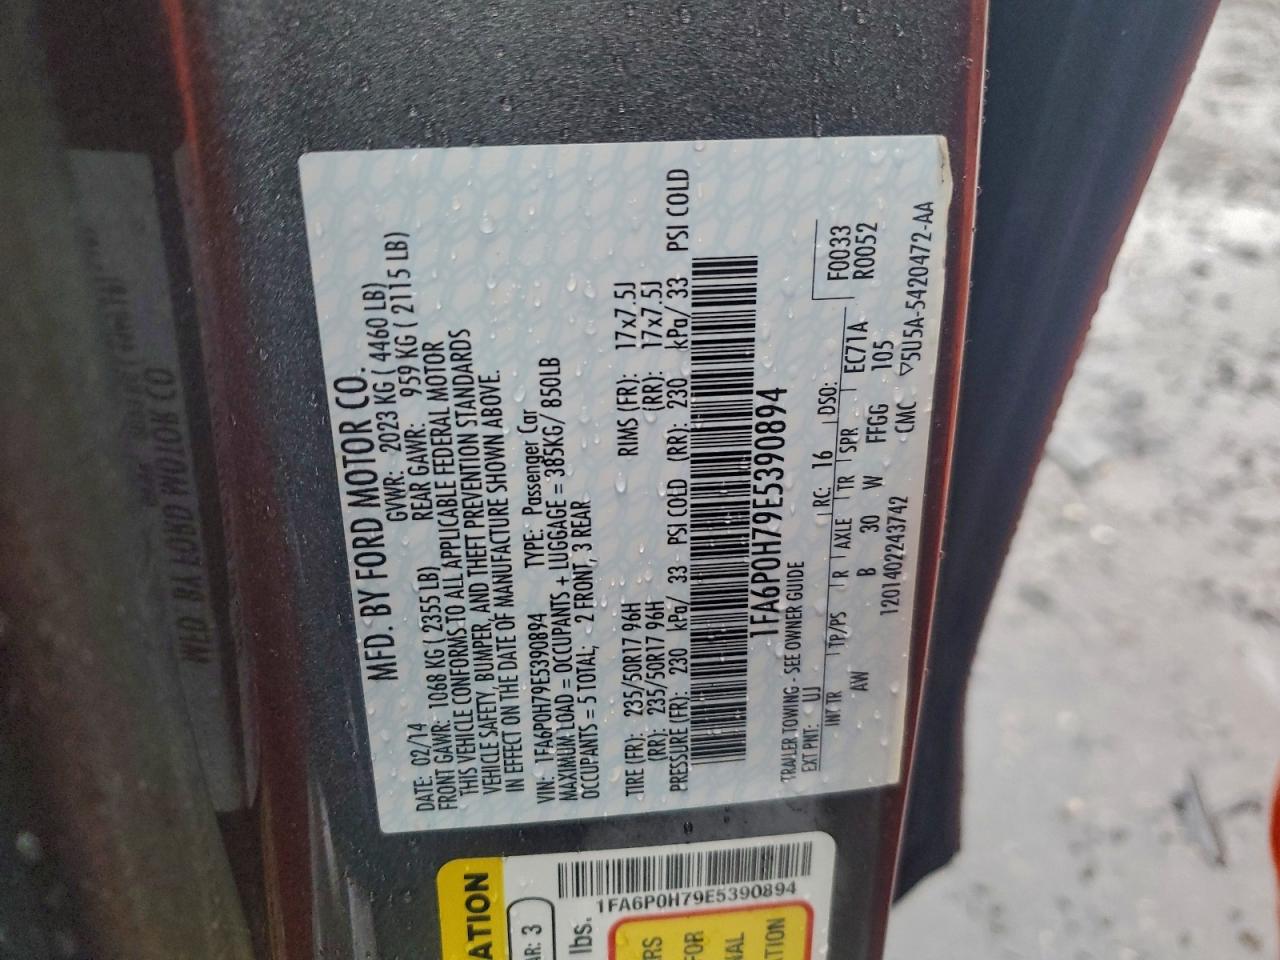 MFD. BY FORD MOTOR CO.
DATE: 02/14 GVWR: 2023 KG ( 4460 LB)
FRONT GAWR: 1068 KG ( 2355 LB) REAR GAWR: 959 KG ( 2115 LB)
THIS VEHICLE CONFORMS TO ALL APPLICABLE FEDERAL MOTOR
VEHICLE SAFETY, BUMPER, AND THEFT PREVENTION STANDARDS
IN EFFECT ON THE DATE OF MANUFACTURE SHOWN ABOVE.
VIN: 1FA6P0H79E5390894 TYPE: Passenger Car
MAXIMUM LOAD = OCCUPANTS + LUGGAGE = 385KG/ 850LB
OCCUPANTS = 5 TOTAL; 2 FRONT, 3 REAR
TIRE (FR): 235/50R17 96H RIMS (FR): 17x7.5J
(RR): 235/50R17 96H (RR): 17x7.5J
PRESSURE (FR): 230 kPa/ 33 PSI COLD (RR): 230 kPa/ 33 PSI COLD
1FA6P0H79E5390894
TRAILER TOWING - SEE OWNER GUIDE
EXT PNT: UJ RC: 16 DSO: F0033
INT TR TP/PS R AXLE TR SPR EC71A R0052
AW B 30 W FFGG 105
1201402243742 CMC ▽5U5A-5420472-AA
ATION
AR: 3
lbs.
1FA6P0H79E5390894
RS
FOR
NAL
TION